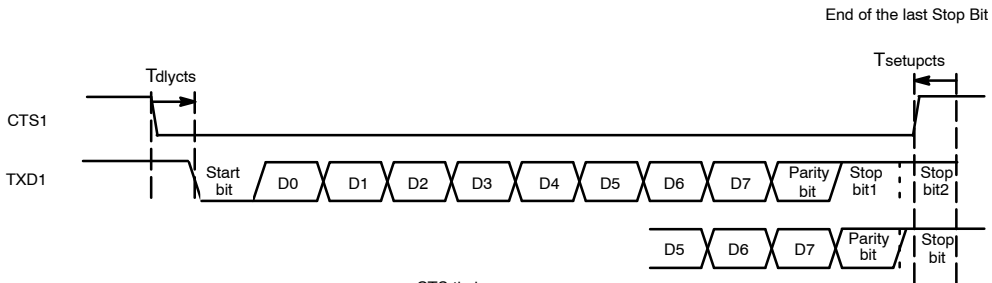 End of the last Stop Bit
Tdlycts
Tsetupcts
CTS1
TXD1
Start
bit
D0
D1
D2
D3
D4
D5
D6
D7
Parity
bit
Stop
bit1
Stop
bit2
D5
D6
D7
Parity
bit
Stop
bit